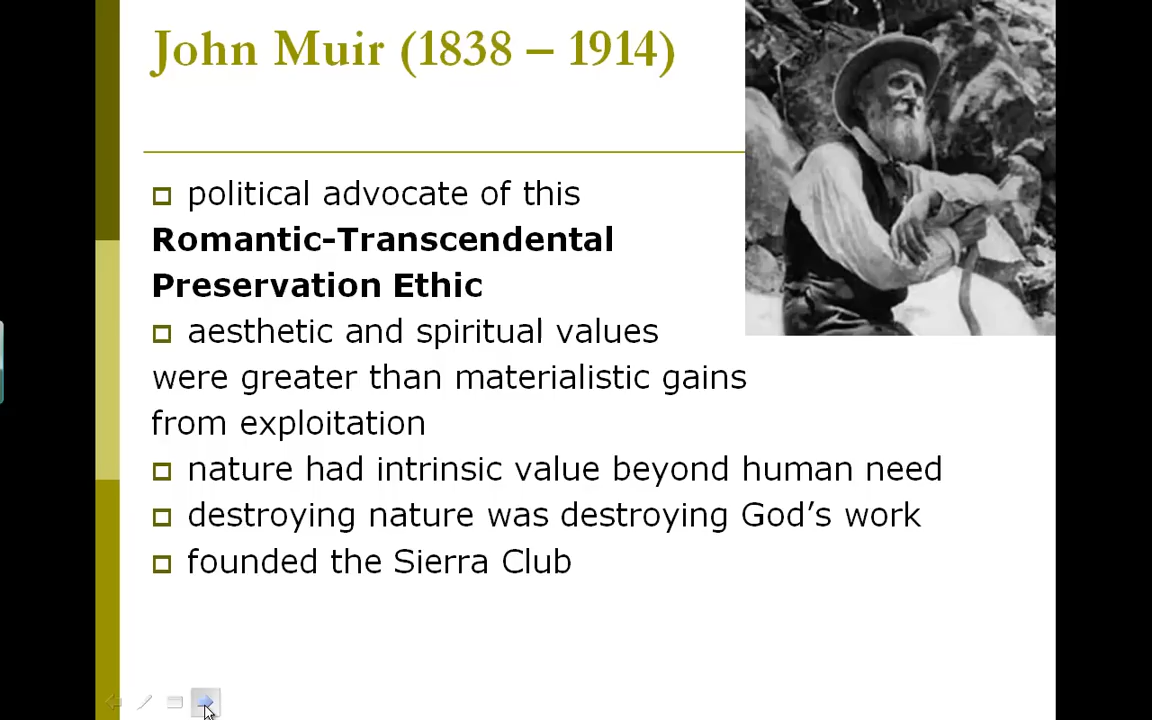 John Muir (1838 – 1914)
political advocate of this
Romantic-Transcendental
Preservation Ethic
aesthetic and spiritual values
were greater than materialistic gains
from exploitation
nature had intrinsic value beyond human need
destroying nature was destroying God’s work
founded the Sierra Club